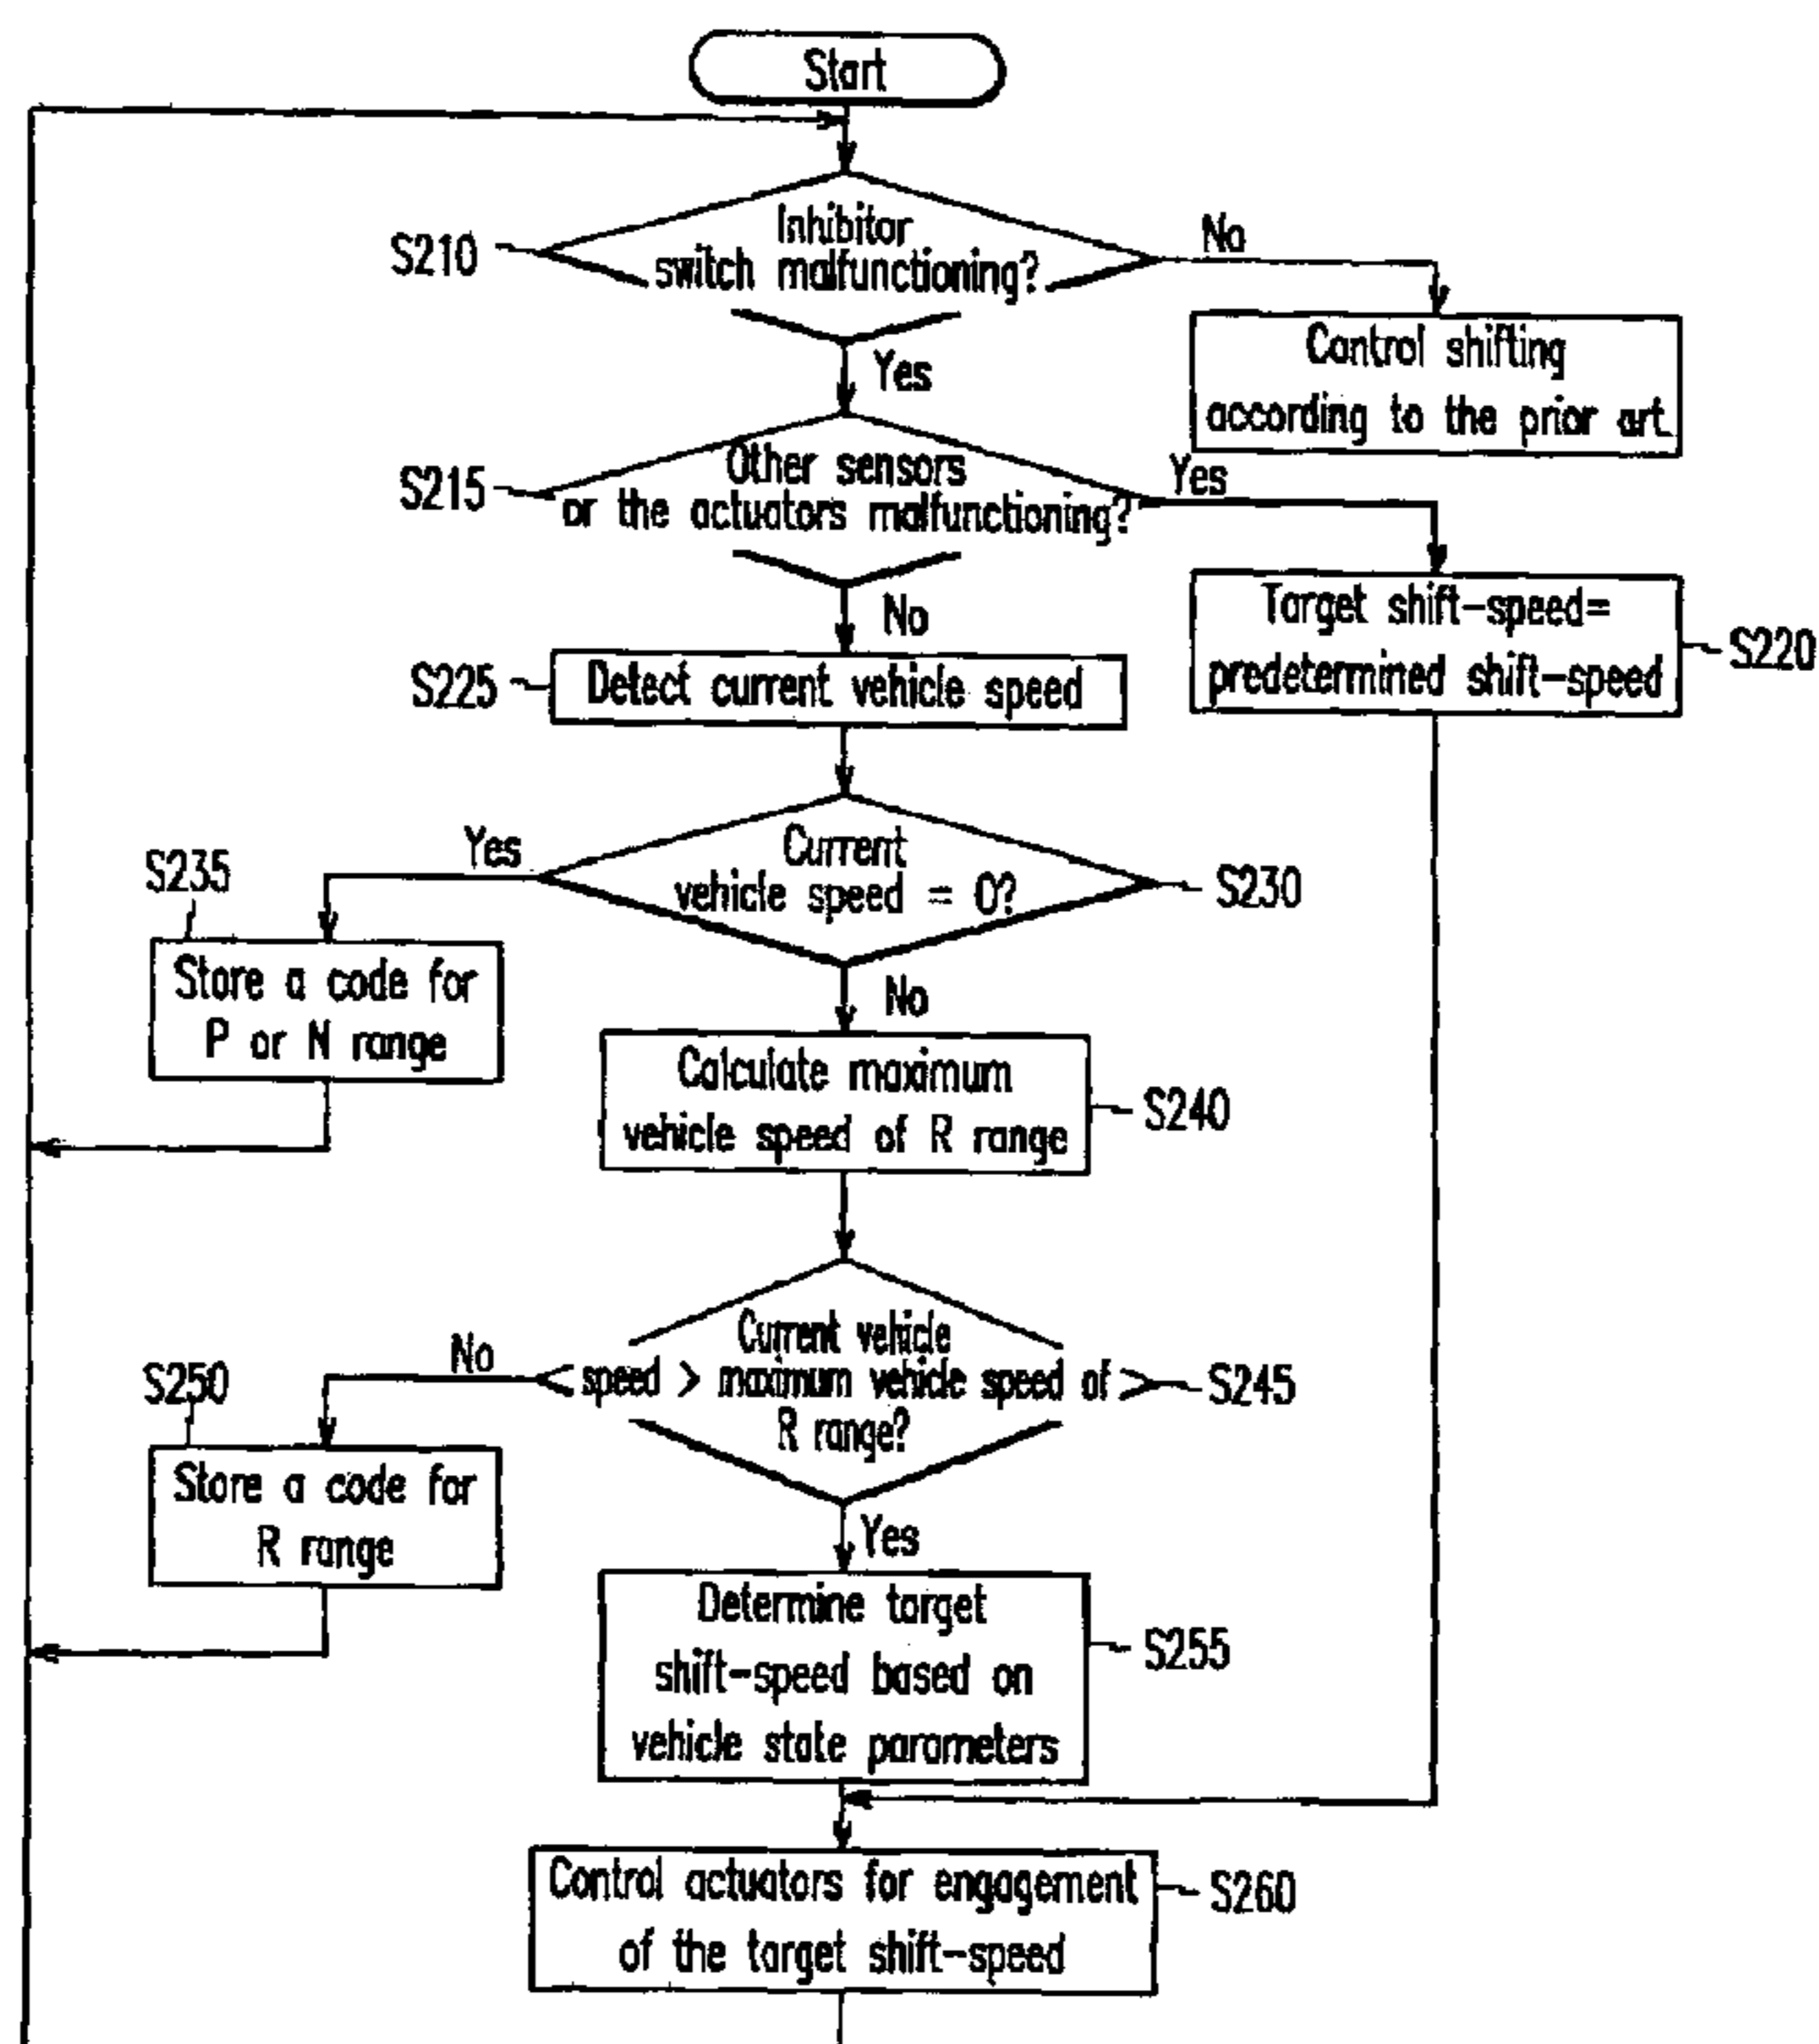 Start
S210
Inhibitor
switch malfunctioning?
No
Control shifting
according to the prior art
Yes
S215
Other sensors
or the actuators malfunctioning?
Yes
Target shift-speed=
predetermined shift-speed
S220
No
S225
Detect current vehicle speed
Yes
Current
vehicle speed = 0?
S230
S235
Store a code for
P or N range
No
Calculate maximum
vehicle speed of R range
S240
No
Current vehicle
speed > maximum vehicle speed of
R range?
S245
S250
Store a code for
R range
Yes
Determine target
shift-speed based on
vehicle state parameters
S255
Control actuators for engagement
of the target shift-speed
S260